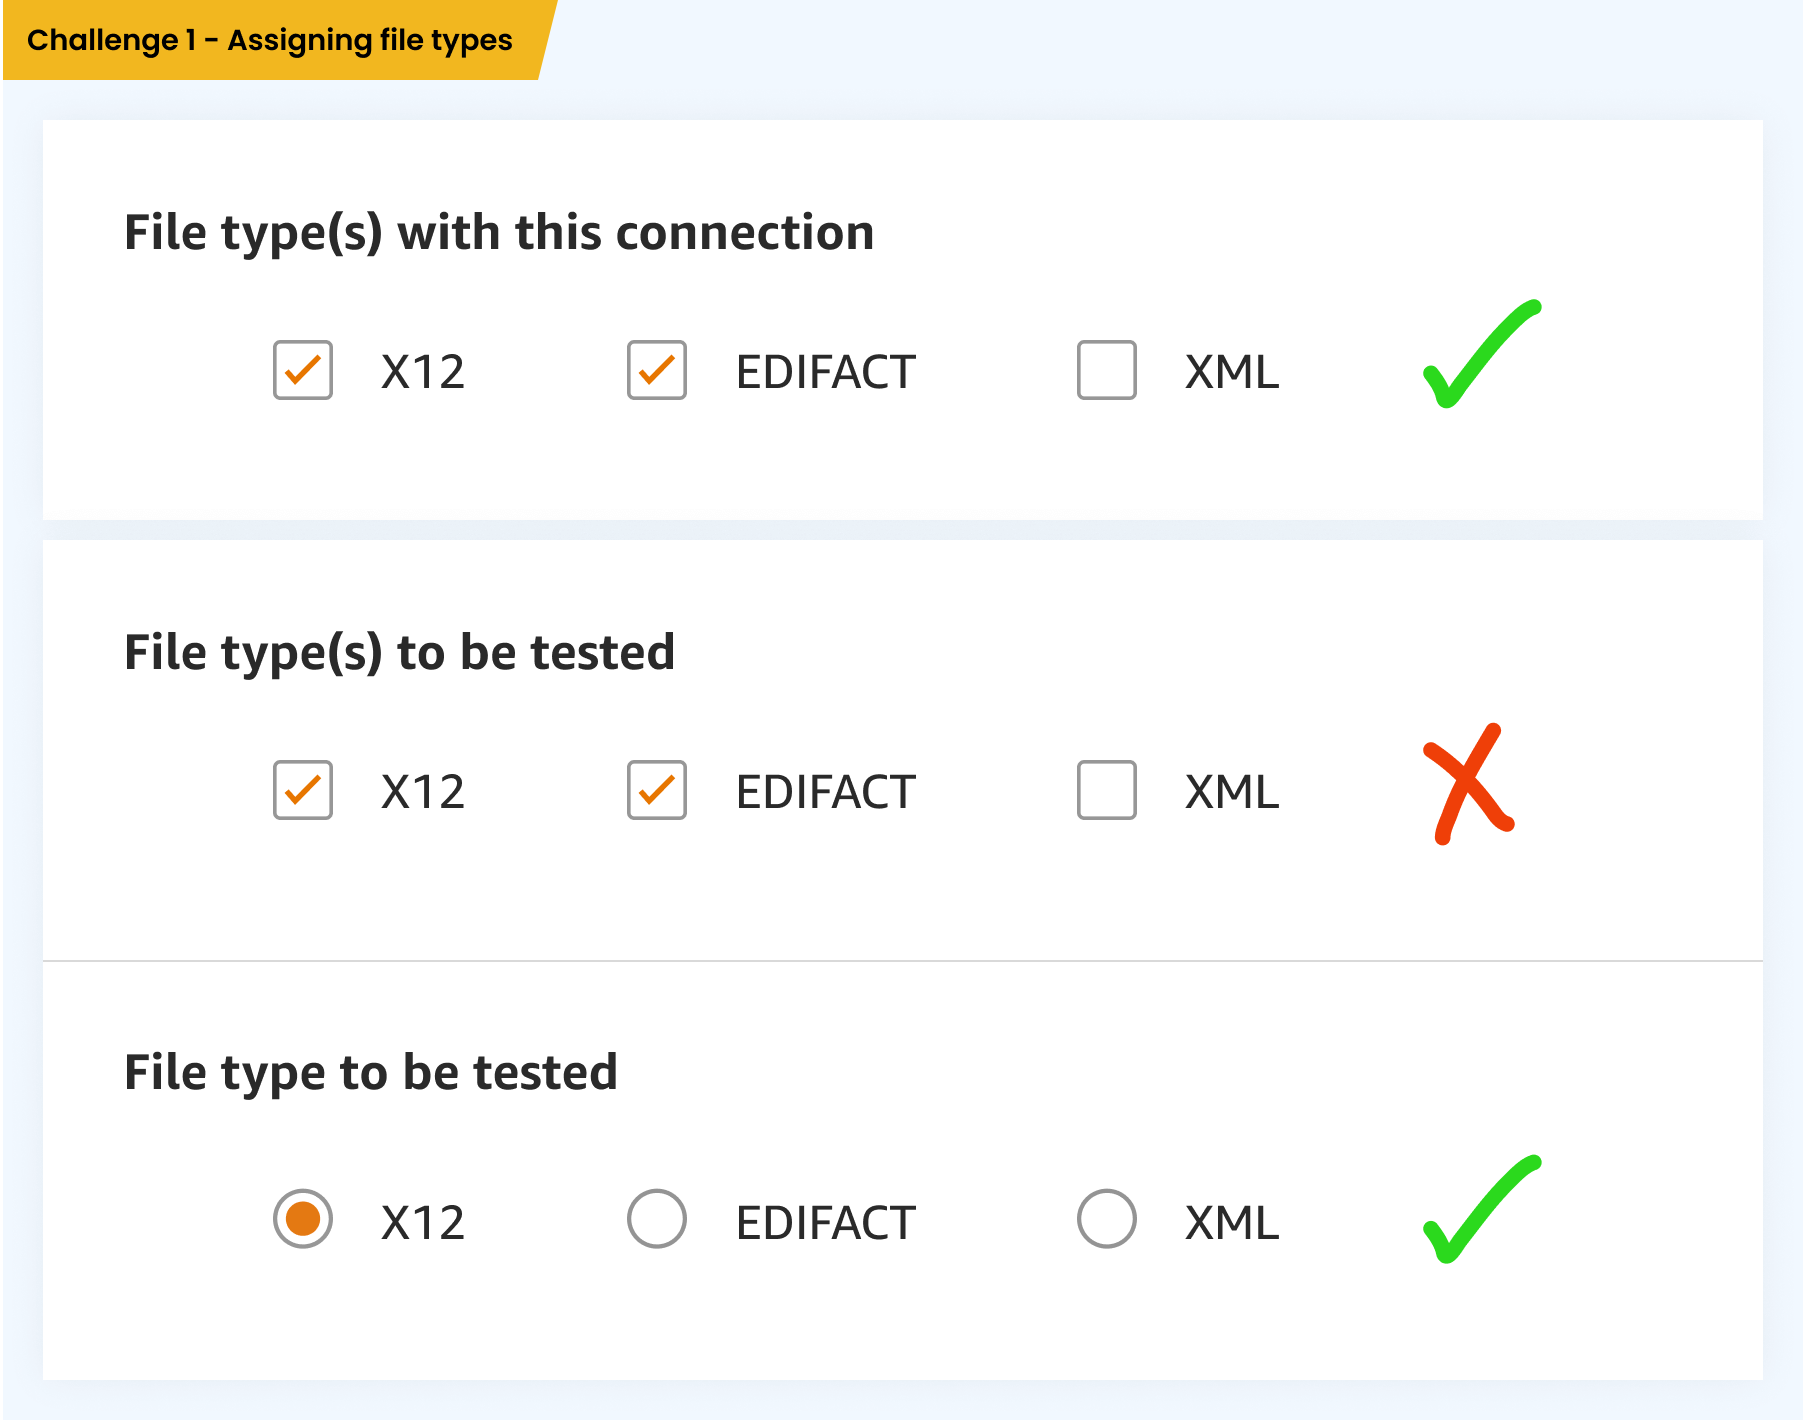 Challenge 1 - Assigning file types
File type(s) with this connection
X12 EDIFACT XML
File type(s) to be tested
X12 EDIFACT XML
File type to be tested
X12 EDIFACT XML